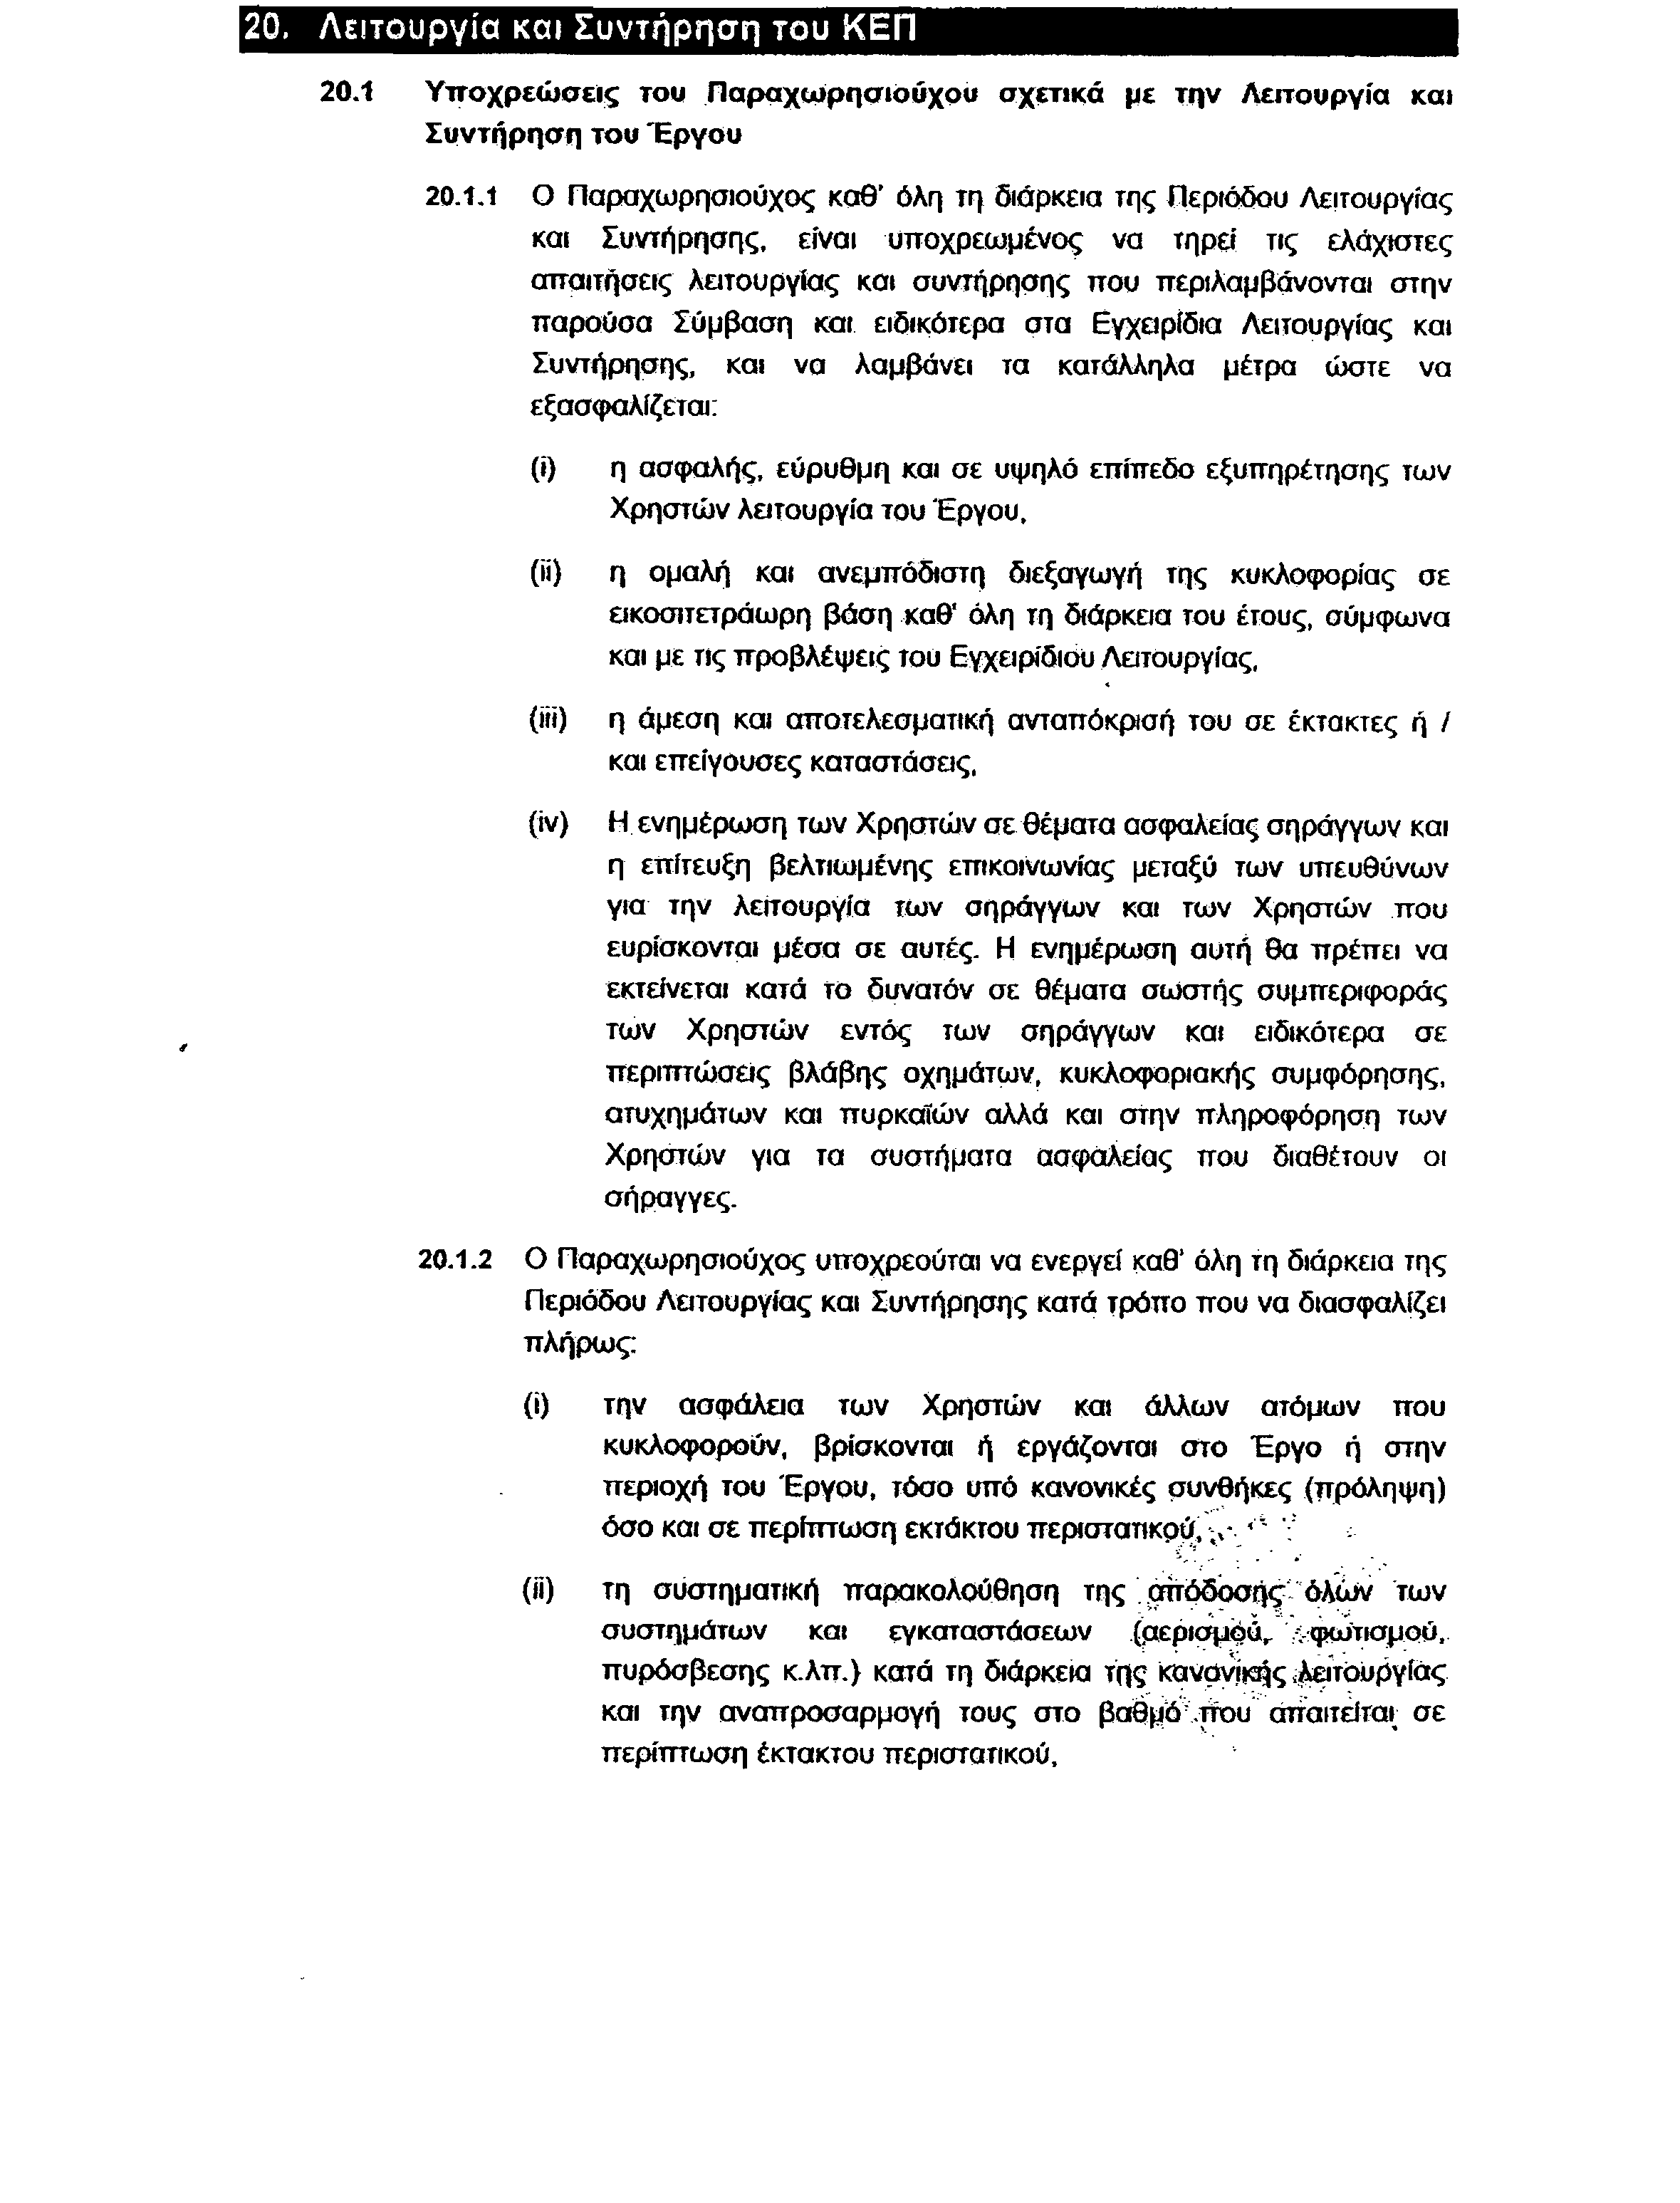 20. Λειτουργία και Συντήρηση του ΚΕΠ
20.1 Υποχρεώσεις του Παραχωρησιούχου σχετικά με την Λειτουργία και
Συντήρηση του Έργου
20.1.1 Ο Παραχωρησιούχος καθ' όλη τη διάρκεια της Περιόδου Λειτουργίας
και Συντήρησης, είναι υποχρεωμένος να τηρεί τις ελάχιστες
απαιτήσεις λειτουργίας και συντήρησης που περιλαμβάνονται στην
παρούσα Σύμβαση και ειδικότερα στα Εγχειρίδια Λειτουργίας και
Συντήρησης, και να λαμβάνει τα κατάλληλα μέτρα ώστε να
εξασφαλίζεται:
(i) η ασφαλής, εύρυθμη και σε υψηλό επίπεδο εξυπηρέτησης των
Χρηστών λειτουργία του Έργου,
(ii) η ομαλή και ανεμπόδιστη διεξαγωγή της κυκλοφορίας σε
εικοσιτετράωρη βάση καθ' όλη τη διάρκεια του έτους, σύμφωνα
και με τις προβλέψεις του Εγχειρίδιου Λειτουργίας,
(iii) η άμεση και αποτελεσματική ανταπόκρισή του σε έκτακτες ή /
και επείγουσες καταστάσεις,
(iv) Η ενημέρωση των Χρηστών σε θέματα ασφαλείας σηράγγων και
η επίτευξη βελτιωμένης επικοινωνίας μεταξύ των υπευθύνων
για την λειτουργία των σηράγγων και των Χρηστών που
ευρίσκονται μέσα σε αυτές. Η ενημέρωση αυτή θα πρέπει να
εκτείνεται κατά το δυνατόν σε θέματα σωστής συμπεριφοράς
των Χρηστών εντός των σηράγγων και ειδικότερα σε
περιπτώσεις βλάβης οχημάτων, κυκλοφοριακής συμφόρησης,
ατυχημάτων και πυρκαϊών αλλά και στην πληροφόρηση των
Χρηστών για τα συστήματα ασφαλείας που διαθέτουν οι
σήραγγες.
20.1.2 Ο Παραχωρησιούχος υποχρεούται να ενεργεί καθ' όλη τη διάρκεια της
Περιόδου Λειτουργίας και Συντήρησης κατά τρόπο που να διασφαλίζει
πλήρως:
(i) την ασφάλεια των Χρηστών και άλλων ατόμων που
κυκλοφορούν, βρίσκονται ή εργάζονται στο Έργο ή στην
περιοχή του Έργου, τόσο υπό κανονικές συνθήκες (πρόληψη)
όσο και σε περίπτωση εκτάκτου περιστατικού,
(ii) τη συστηματική παρακολούθηση της απόδοσής όλων των
συστημάτων και εγκαταστάσεων (αερισμού, φωτισμού,
πυρόσβεσης κ.λπ.) κατά τη διάρκεια της κανονικής λειτουργίας
και την αναπροσαρμογή τους στο βαθμό που απαιτείται σε
περίπτωση έκτακτου περιστατικού,